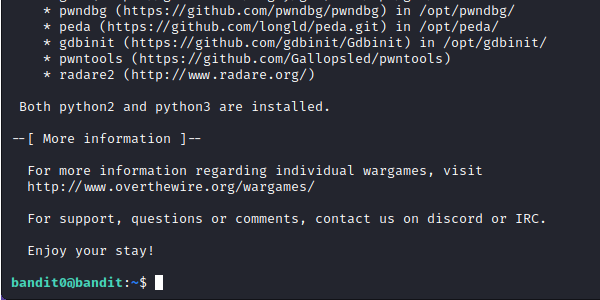 * pwndbg (https://github.com/pwndbg/pwndbg) in /opt/pwndbg/
* peda (https://github.com/longld/peda.git) in /opt/peda/
* gdbinit (https://github.com/gdbinit/Gdbinit) in /opt/gdbinit/
* pwntools (https://github.com/Gallopsled/pwntools)
* radare2 (http://www.radare.org/)
Both python2 and python3 are installed.
--[ More information ]--
For more information regarding individual wargames, visit
http://www.overthewire.org/wargames/
For support, questions or comments, contact us on discord or IRC.
Enjoy your stay!
bandit0@bandit:~$